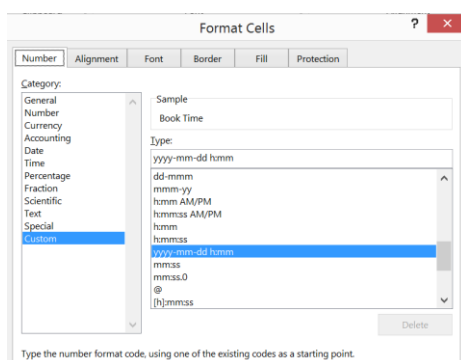 Format Cells
? ×
Number Alignment Font Border Fill Protection
Category:
General
Number
Currency
Accounting
Date
Time
Percentage
Fraction
Scientific
Text
Special
Custom
Sample
Book Time
Type:
yyyy-mm-dd h:mm
dd-mmm
mmm-yy
h:mm AM/PM
h:mm:ss AM/PM
h:mm
h:mm:ss
yyyy-mm-dd h:mm
mm:ss
mm:ss.0
@
[h]:mm:ss
Delete
Type the number format code, using one of the existing codes as a starting point.